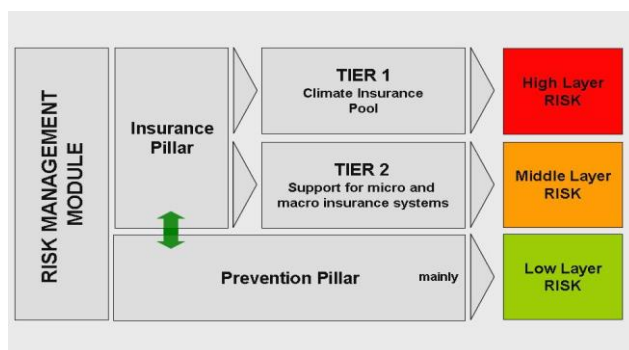 RISK MANAGEMENT
MODULE
Insurance
Pillar
TIER 1
Climate Insurance
Pool
High Layer
RISK
TIER 2
Support for micro and
macro insurance systems
Middle Layer
RISK
Prevention Pillar
mainly
Low Layer
RISK